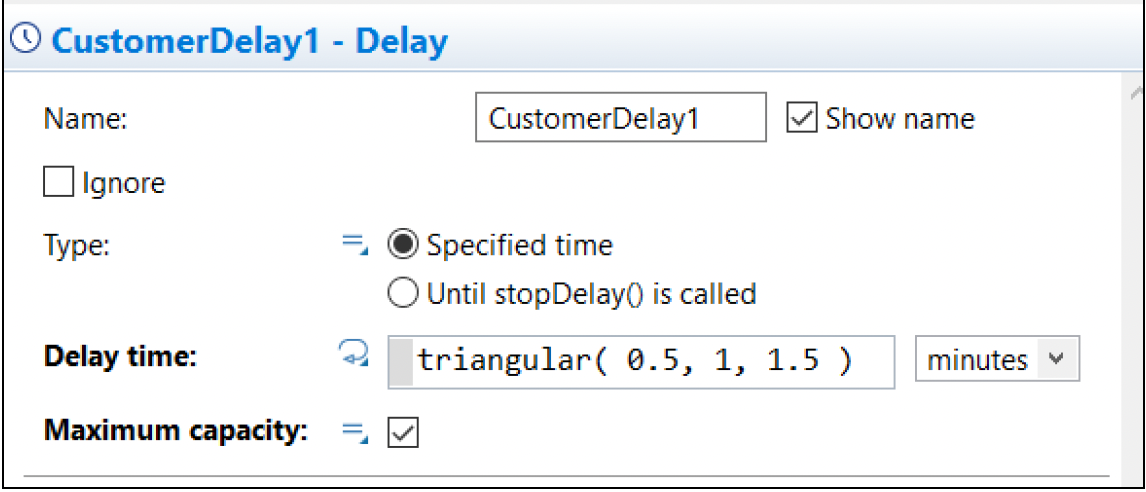 CustomerDelay1 - Delay
Name: CustomerDelay1 Show name
Ignore
Type: Specified time
Until stopDelay() is called
Delay time: triangular( 0.5, 1, 1.5 ) minutes
Maximum capacity: